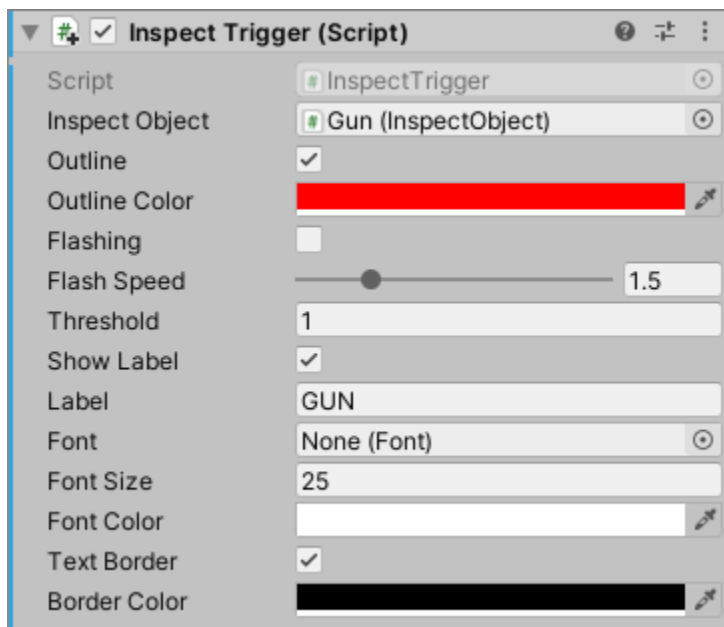 Inspect Trigger (Script)
Script # InspectTrigger
Inspect Object # Gun (InspectObject)
Outline
Outline Color
Flashing
Flash Speed 1.5
Threshold 1
Show Label
Label GUN
Font None (Font)
Font Size 25
Font Color
Text Border
Border Color